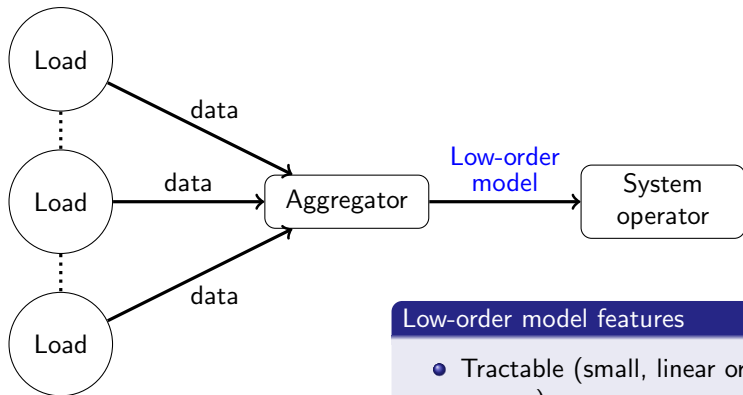 Load
data
Low-order
model
Load
data
Aggregator
System
operator
data
Load
Low-order model features
Tractable (small, linear or